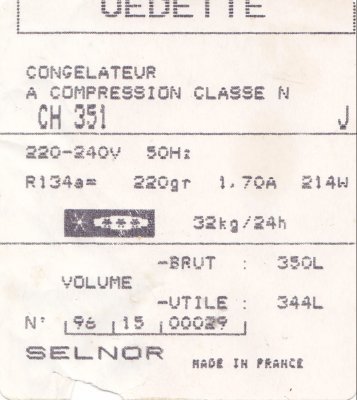 VEDETTE
CONGELATEUR
A COMPRESSION CLASSE N
CH 351 J
220-240V 50Hz
R134a= 220gr 1,70A 214W
32kg/24h
-BRUT : 350L
VOLUME
-UTILE : 344L
N° 96 15 00029
SELNOR MADE IN FRANCE